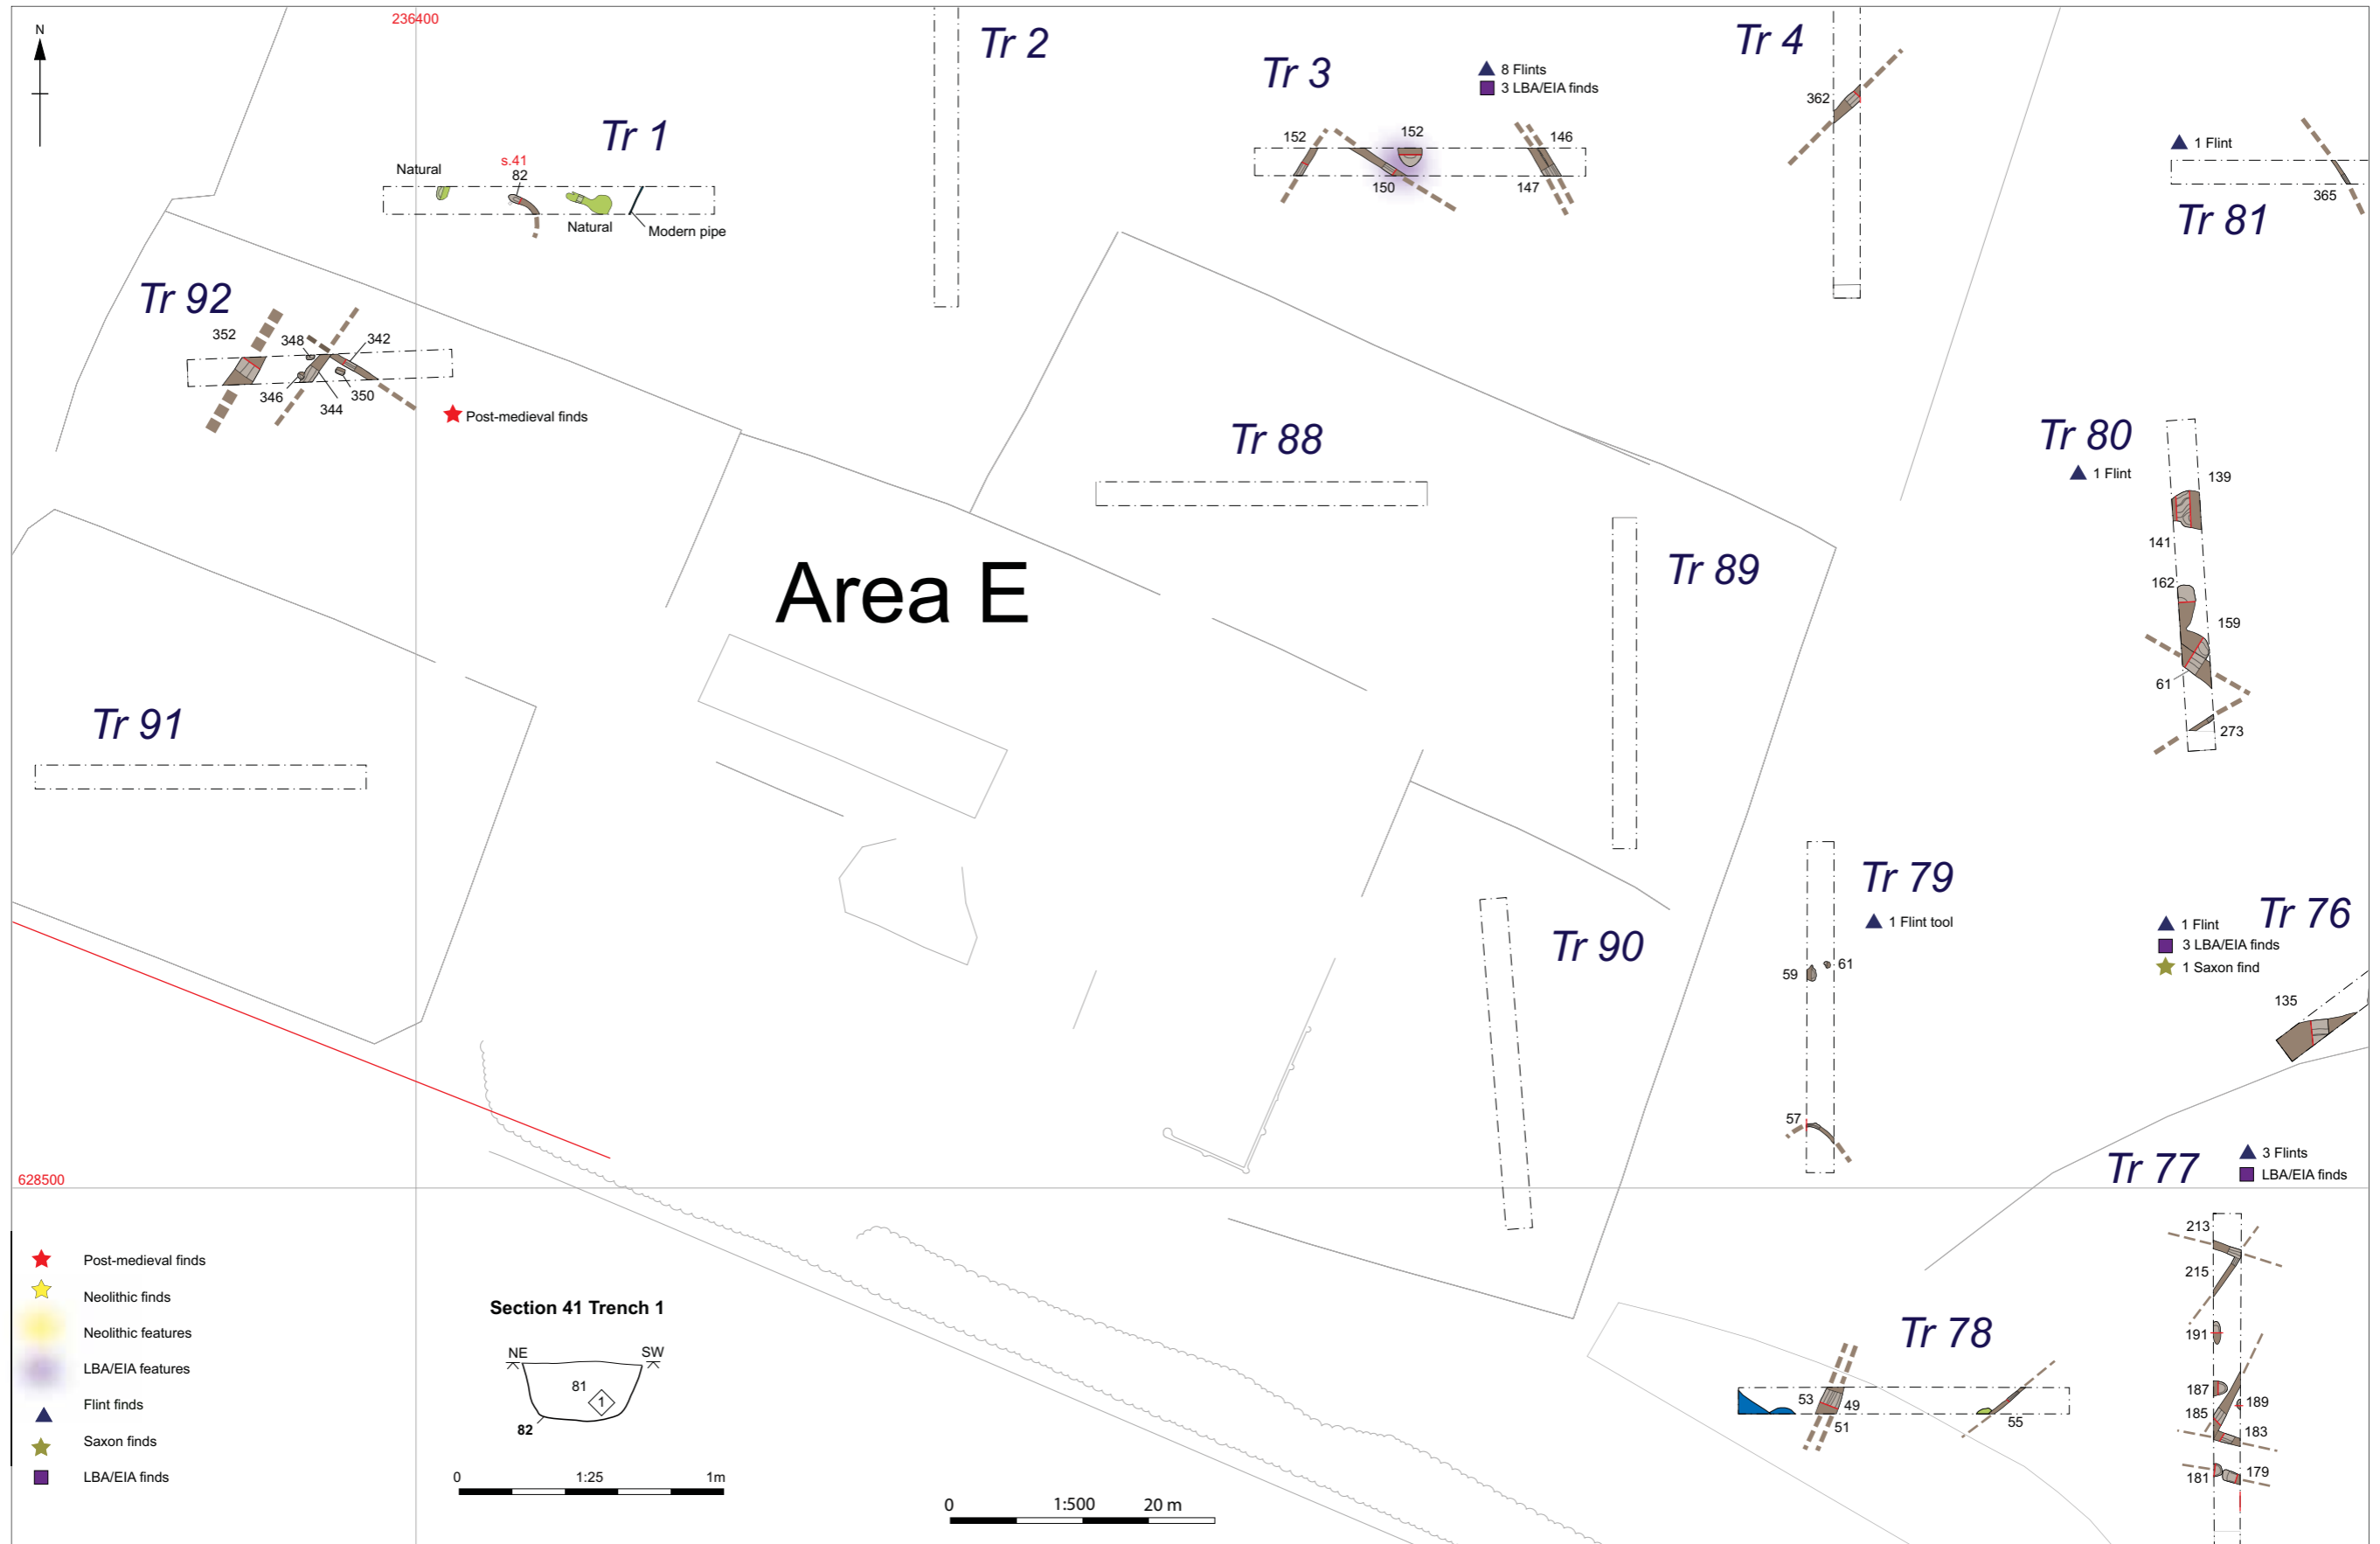 236400
N
Tr 1
Natural
s.41
82
Natural
Modern pipe
Tr 2
Tr 3
8 Flints
3 LBA/EIA finds
152
152
146
150
147
Tr 4
362
1 Flint
365
Tr 81
Tr 92
352
348
342
346
344
350
Post-medieval finds
Tr 88
Tr 80
1 Flint
139
141
162
159
61
273
Area E
Tr 89
Tr 91
Tr 79
1 Flint tool
59
61
57
Tr 90
Tr 76
1 Flint
3 LBA/EIA finds
1 Saxon find
135
Tr 77
3 Flints
LBA/EIA finds
628500
213
215
191
187
189
185
183
181
179
Tr 78
53
49
51
55
Post-medieval finds
Neolithic finds
Neolithic features
LBA/EIA features
Flint finds
Saxon finds
LBA/EIA finds
Section 41 Trench 1
NE
SW
81
1
82
0
1:25
1m
0
1:500
20 m